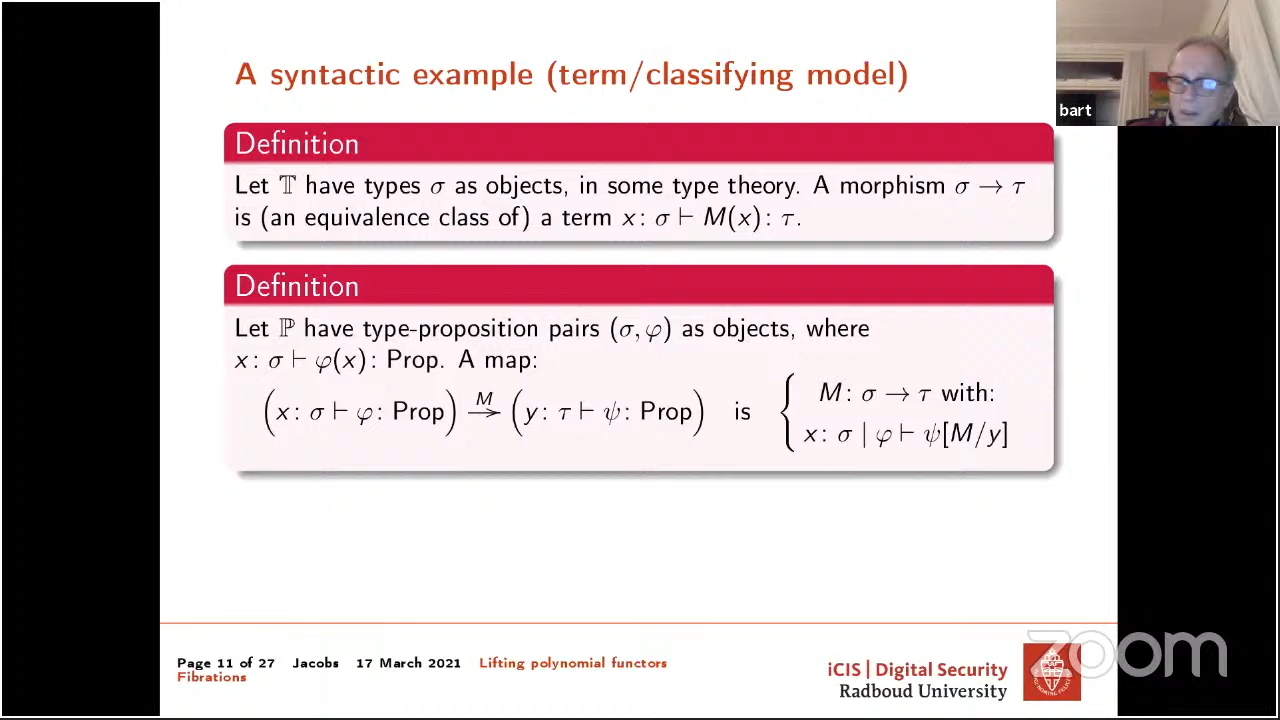 A syntactic example (term/classifying model)
bart
Definition
Let 𝕋 have types σ as objects, in some type theory. A morphism σ → τ
is (an equivalence class of) a term x: σ ⊢ M(x): τ.
Definition
Let ℙ have type-proposition pairs (σ, φ) as objects, where
x: σ ⊢ φ(x): Prop. A map:
(x: σ ⊢ φ: Prop) →^M (y: τ ⊢ ψ: Prop) is { M: σ → τ with:
x: σ | φ ⊢ ψ[M/y]
Page 11 of 27 Jacobs 17 March 2021 Lifting polynomial functors
Fibrations
iCIS | Digital Security
Radboud University
zoom